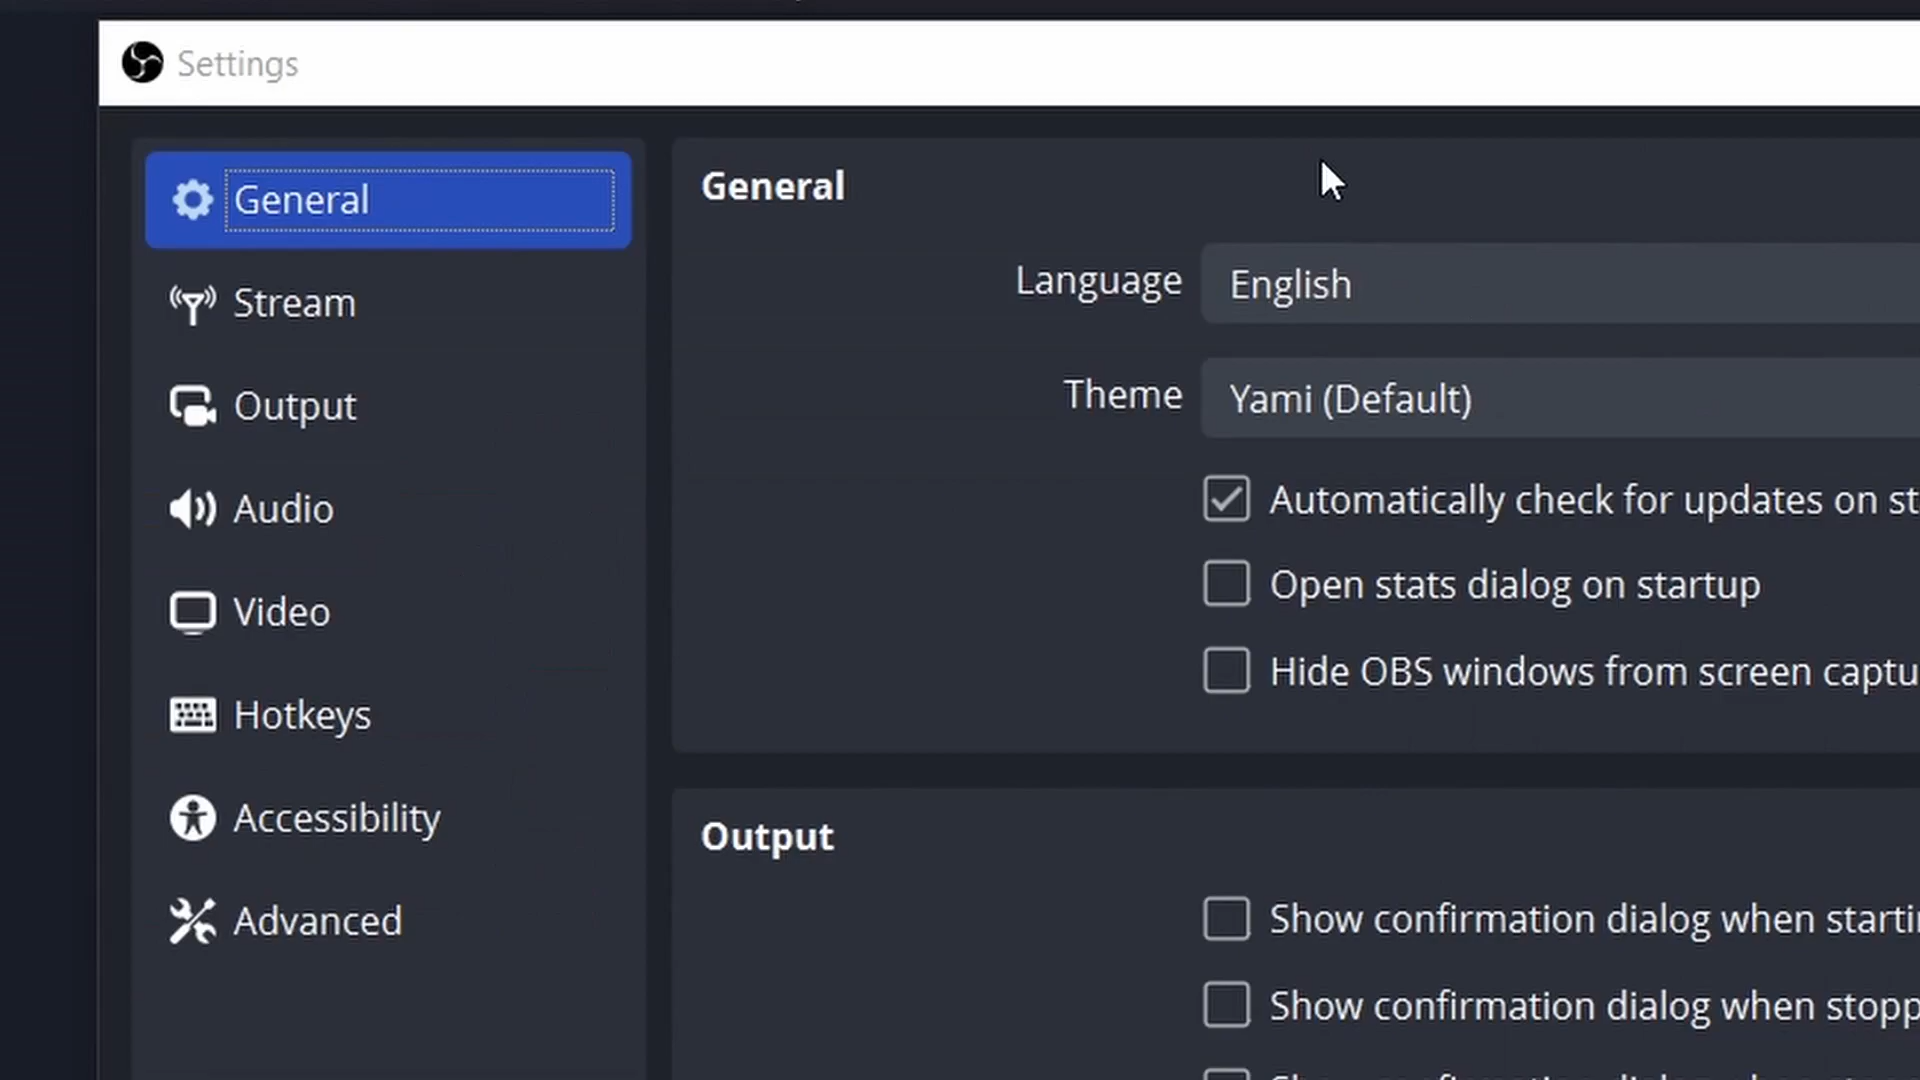 Settings
General
Stream
Output
Audio
Video
Hotkeys
Accessibility
Advanced
General
Language English
Theme Yami (Default)
Automatically check for updates on st
Open stats dialog on startup
Hide OBS windows from screen captu
Output
Show confirmation dialog when starti
Show confirmation dialog when stopp